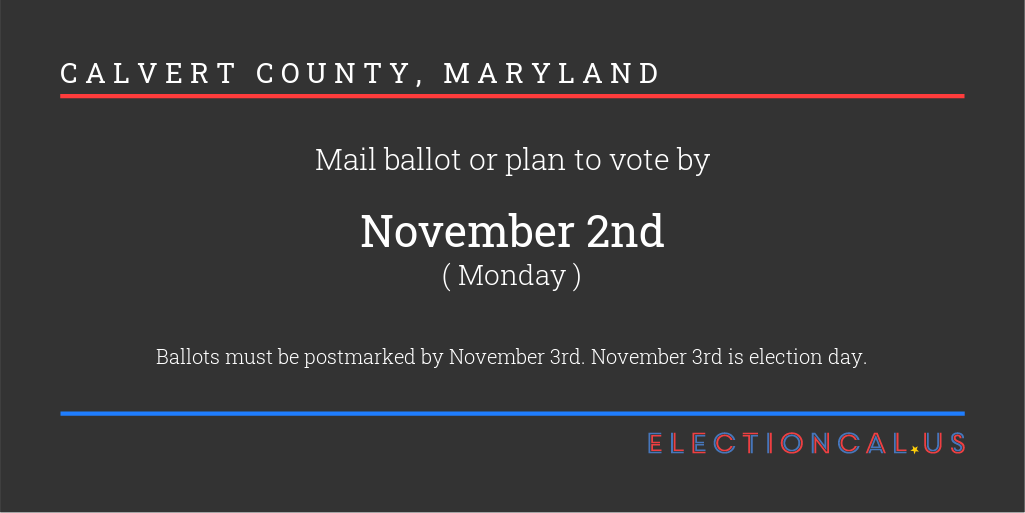 CALVERT COUNTY, MARYLAND
Mail ballot or plan to vote by
November 2nd
( Monday )
Ballots must be postmarked by November 3rd. November 3rd is election day.
ELECTIONCAL.US